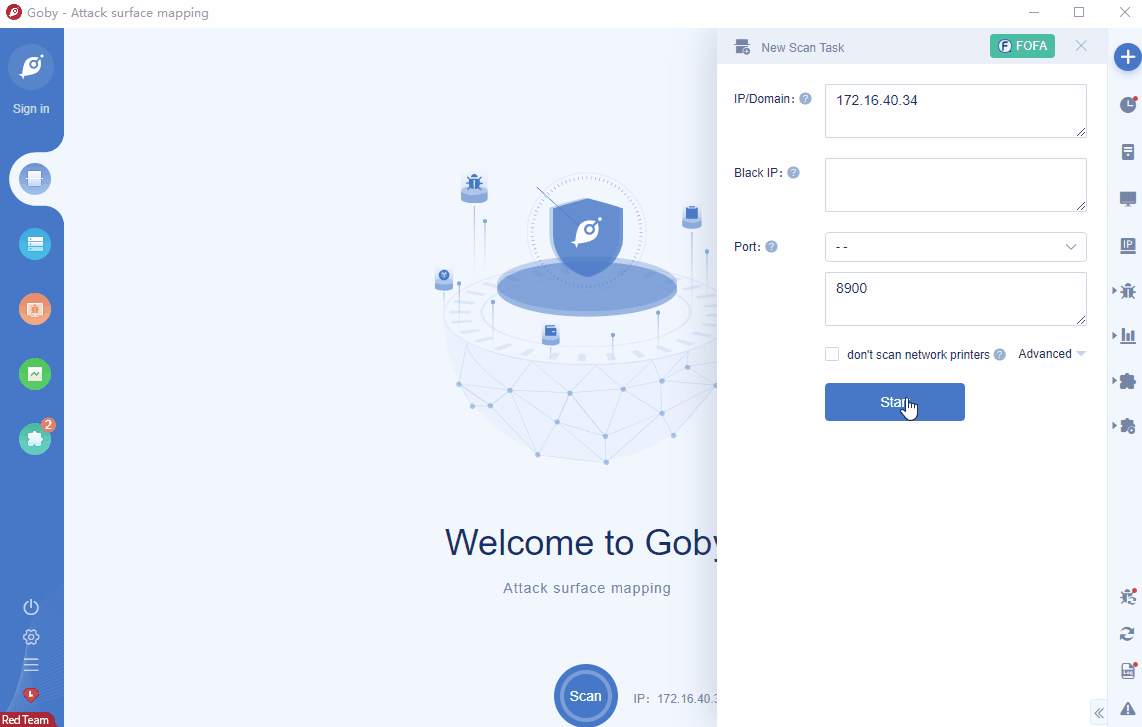 Goby - Attack surface mapping
Sign in
2
Red Team
Welcome to Goby
Attack surface mapping
Scan
IP: 172.16.40.3
New Scan Task
FOFA
IP/Domain: ?
172.16.40.34
Black IP: ?
Port: ?
- -
8900
don't scan network printers ?
Advanced
Start
IP